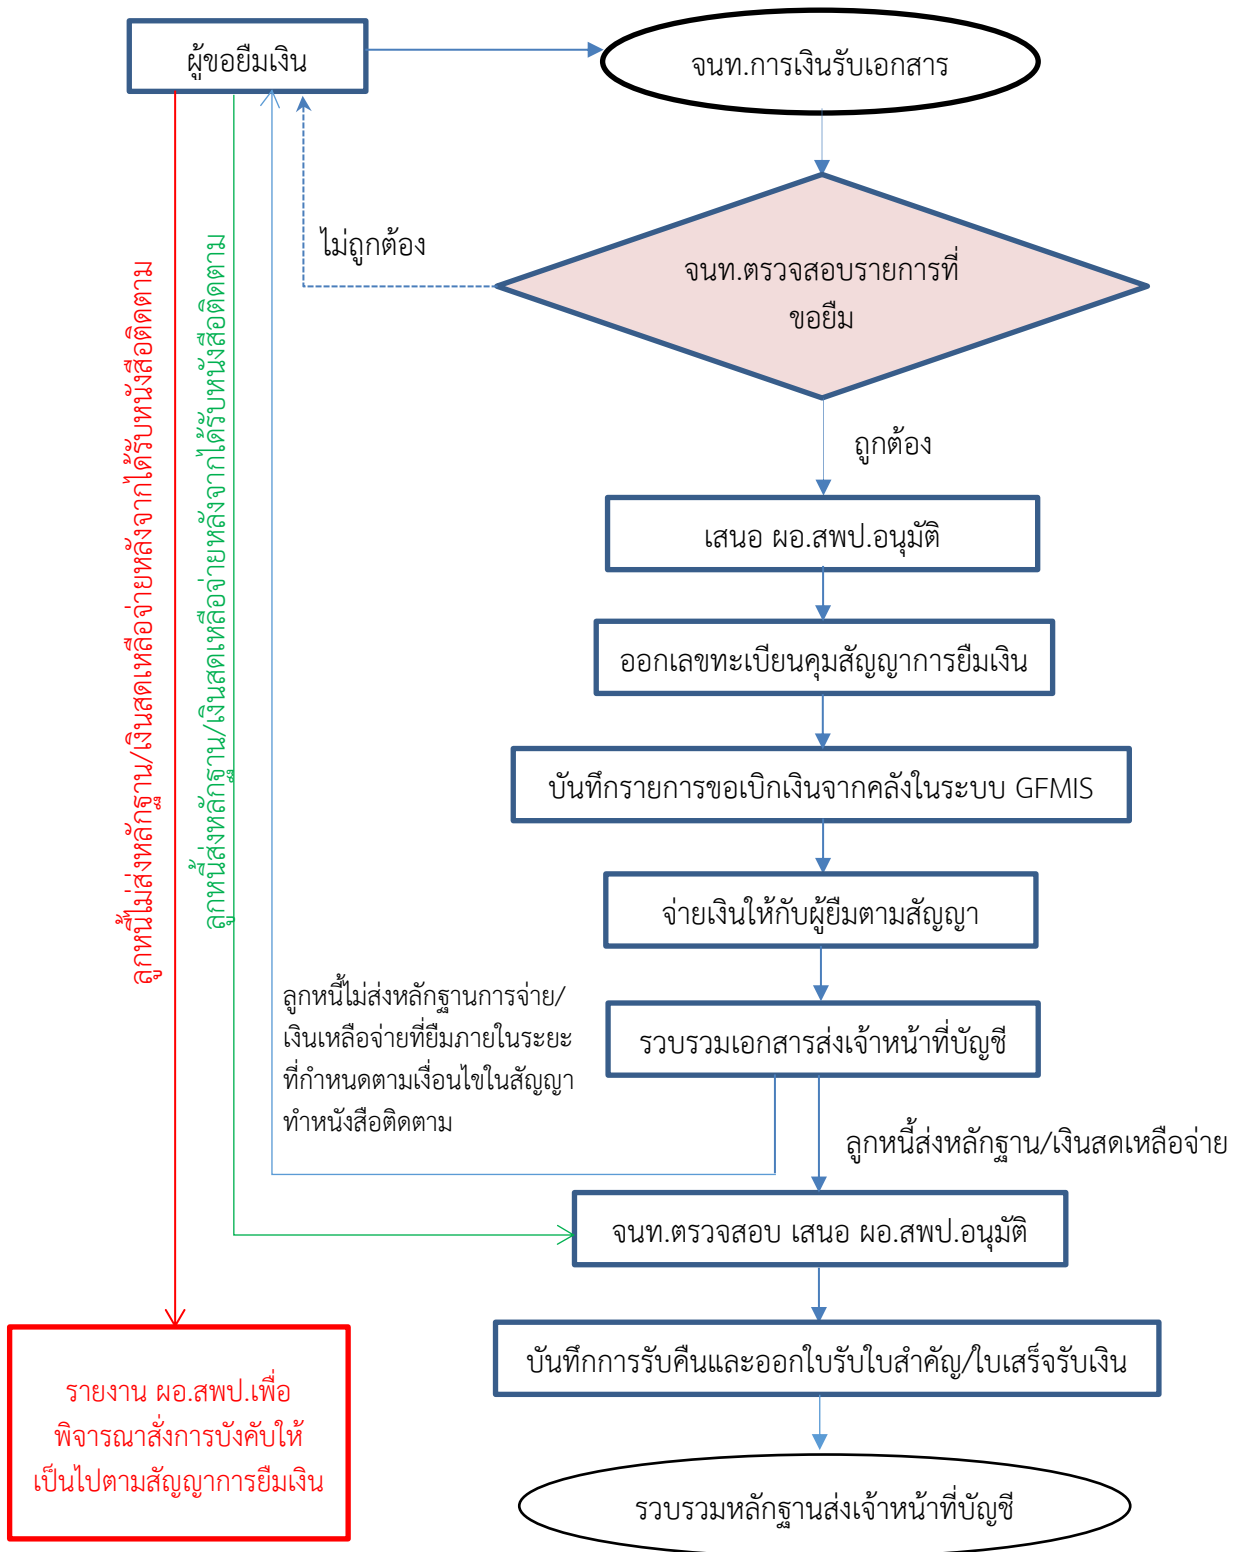 ผู้ขอยืมเงิน
จนท.การเงินรับเอกสาร
ไม่ถูกต้อง
จนท.ตรวจสอบรายการที่
ขอยืม
ถูกต้อง
เสนอ ผอ.สพป.อนุมัติ
ออกเลขทะเบียนคุมสัญญาการยืมเงิน
บันทึกรายการขอเบิกเงินจากคลังในระบบ GFMIS
จ่ายเงินให้กับผู้ยืมตามสัญญา
ลูกหนี้ไม่ส่งหลักฐาน/เงินสดเหลือจ่ายหลังจากได้รับหนังสือติดตาม
ลูกหนี้ส่งหลักฐาน/เงินสดเหลือจ่ายหลังจากได้รับหนังสือติดตาม
ลูกหนี้ไม่ส่งหลักฐานการจ่าย/
เงินเหลือจ่ายที่ยืมภายในระยะ
ที่กำหนดตามเงื่อนไขในสัญญา
ทำหนังสือติดตาม
รวบรวมเอกสารส่งเจ้าหน้าที่บัญชี
ลูกหนี้ส่งหลักฐาน/เงินสดเหลือจ่าย
จนท.ตรวจสอบ เสนอ ผอ.สพป.อนุมัติ
บันทึกการรับคืนและออกใบรับใบสำคัญ/ใบเสร็จรับเงิน
รายงาน ผอ.สพป.เพื่อ
พิจารณาสั่งการบังคับให้
เป็นไปตามสัญญาการยืมเงิน
รวบรวมหลักฐานส่งเจ้าหน้าที่บัญชี